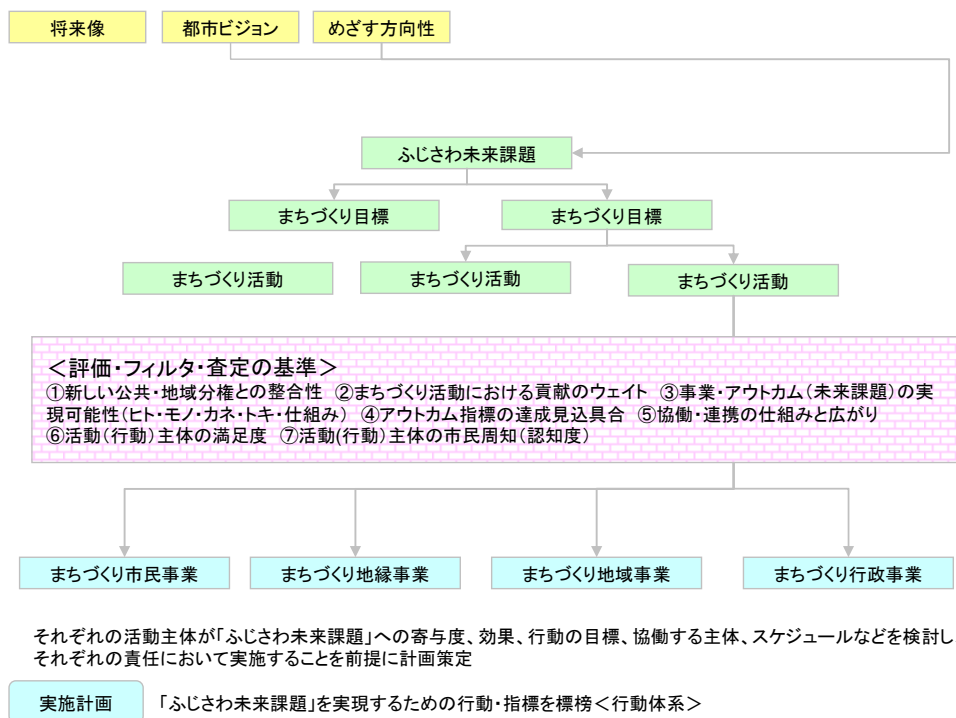 将来像
都市ビジョン
めざす方向性
ふじさわ未来課題
まちづくり目標
まちづくり目標
まちづくり活動
まちづくり活動
まちづくり活動
＜評価・フィルタ・査定の基準＞
①新しい公共・地域分権との整合性 ②まちづくり活動における貢献のウェイト ③事業・アウトカム（未来課題）の実
現可能性（ヒト・モノ・カネ・トキ・仕組み） ④アウトカム指標の達成見込具合 ⑤協働・連携の仕組みと広がり
⑥活動（行動）主体の満足度 ⑦活動(行動）主体の市民周知（認知度）
まちづくり市民事業
まちづくり地縁事業
まちづくり地域事業
まちづくり行政事業
それぞれの活動主体が「ふじさわ未来課題」への寄与度、効果、行動の目標、協働する主体、スケジュールなどを検討し
それぞれの責任において実施することを前提に計画策定
実施計画
「ふじさわ未来課題」を実現するための行動・指標を標榜＜行動体系＞